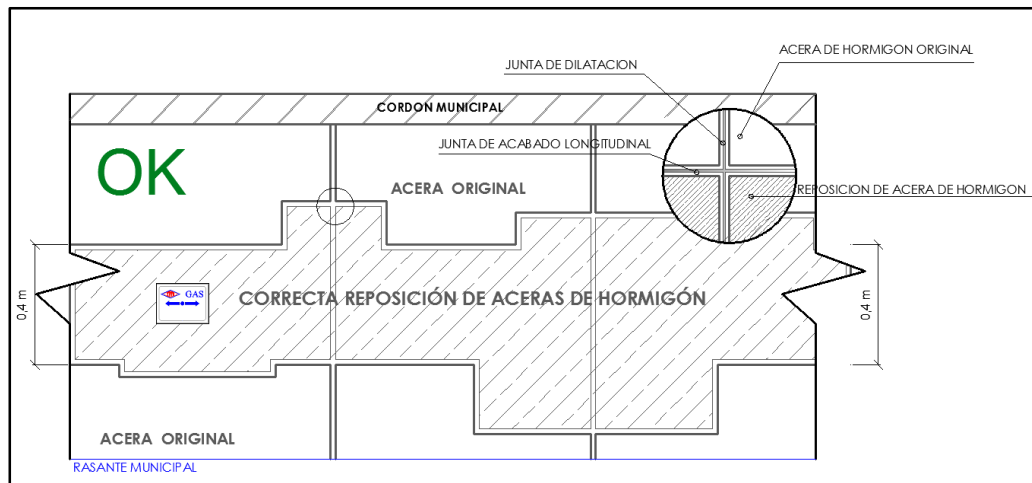 ACERA DE HORMIGON ORIGINAL
JUNTA DE DILATACION
CORDON MUNICIPAL
JUNTA DE ACABADO LONGITUDINAL
OK
ACERA ORIGINAL
REPOSICION DE ACERA DE HORMIGON
GAS
CORRECTA REPOSICIÓN DE ACERAS DE HORMIGÓN
0,4 m
0,4 m
ACERA ORIGINAL
RASANTE MUNICIPAL